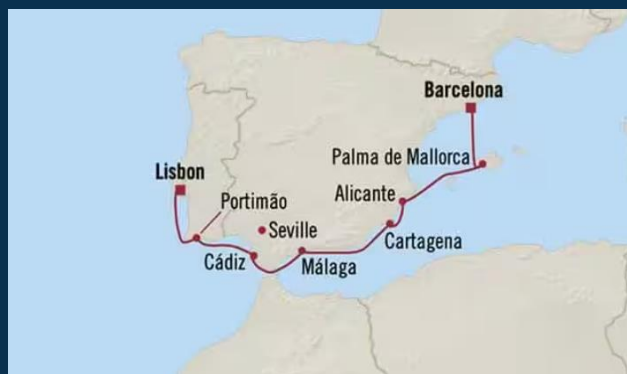 Barcelona
Palma de Mallorca
Lisbon
Alicante
Portimão
Seville
Cartagena
Cádiz
Málaga